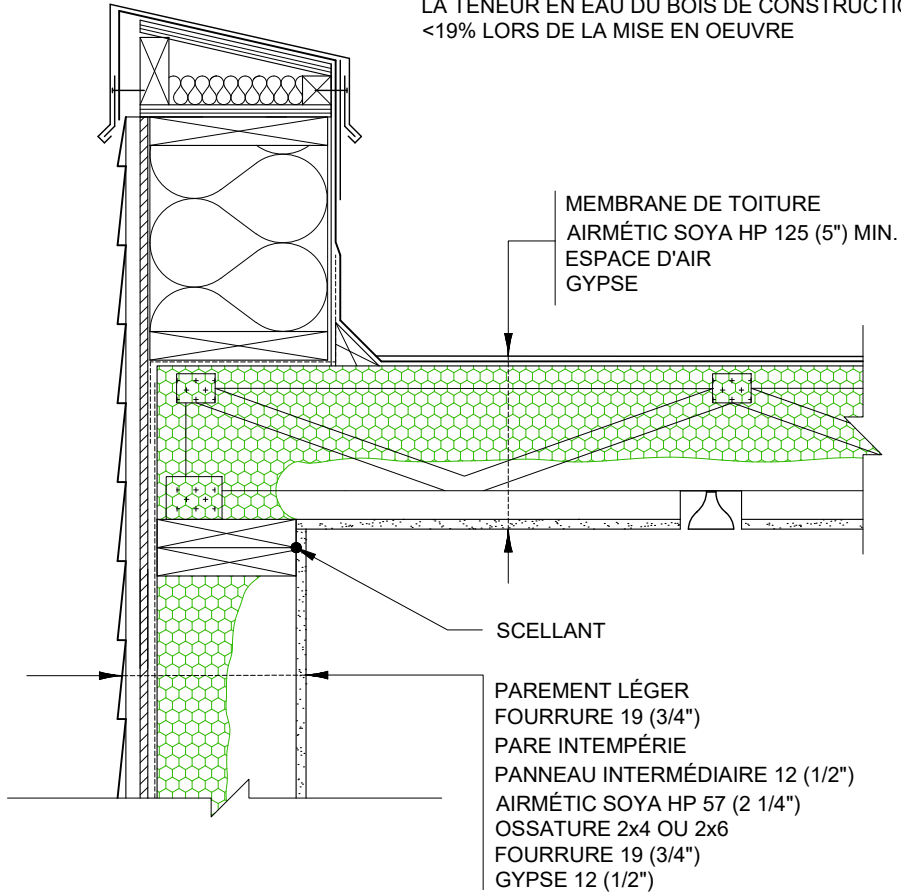 LA TENEUR EN EAU DU BOIS DE CONSTRUCTIO
<19% LORS DE LA MISE EN OEUVRE
MEMBRANE DE TOITURE
AIRMÉTIC SOYA HP 125 (5") MIN.
ESPACE D'AIR
GYPSE
SCELLANT
PAREMENT LÉGER
FOURRURE 19 (3/4")
PARE INTEMPÉRIE
PANNEAU INTERMÉDIAIRE 12 (1/2")
AIRMÉTIC SOYA HP 57 (2 1/4")
OSSATURE 2x4 OU 2x6
FOURRURE 19 (3/4")
GYPSE 12 (1/2")